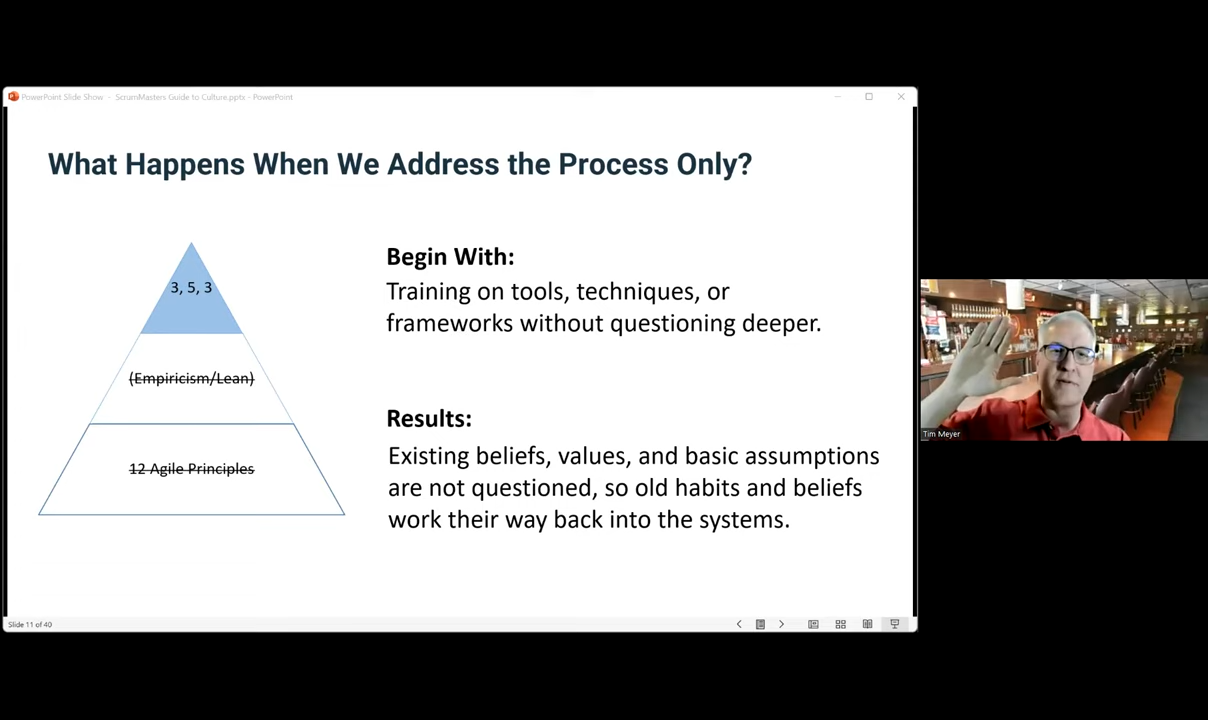 PowerPoint Slide Show - ScrumMasters Guide to Culture.pptx - PowerPoint
What Happens When We Address the Process Only?
3, 5, 3
(Empiricism/Lean)
12 Agile Principles
Begin With:
Training on tools, techniques, or
frameworks without questioning deeper.
Results:
Existing beliefs, values, and basic assumptions
are not questioned, so old habits and beliefs
work their way back into the systems.
Tim Meyer
Slide 11 of 40